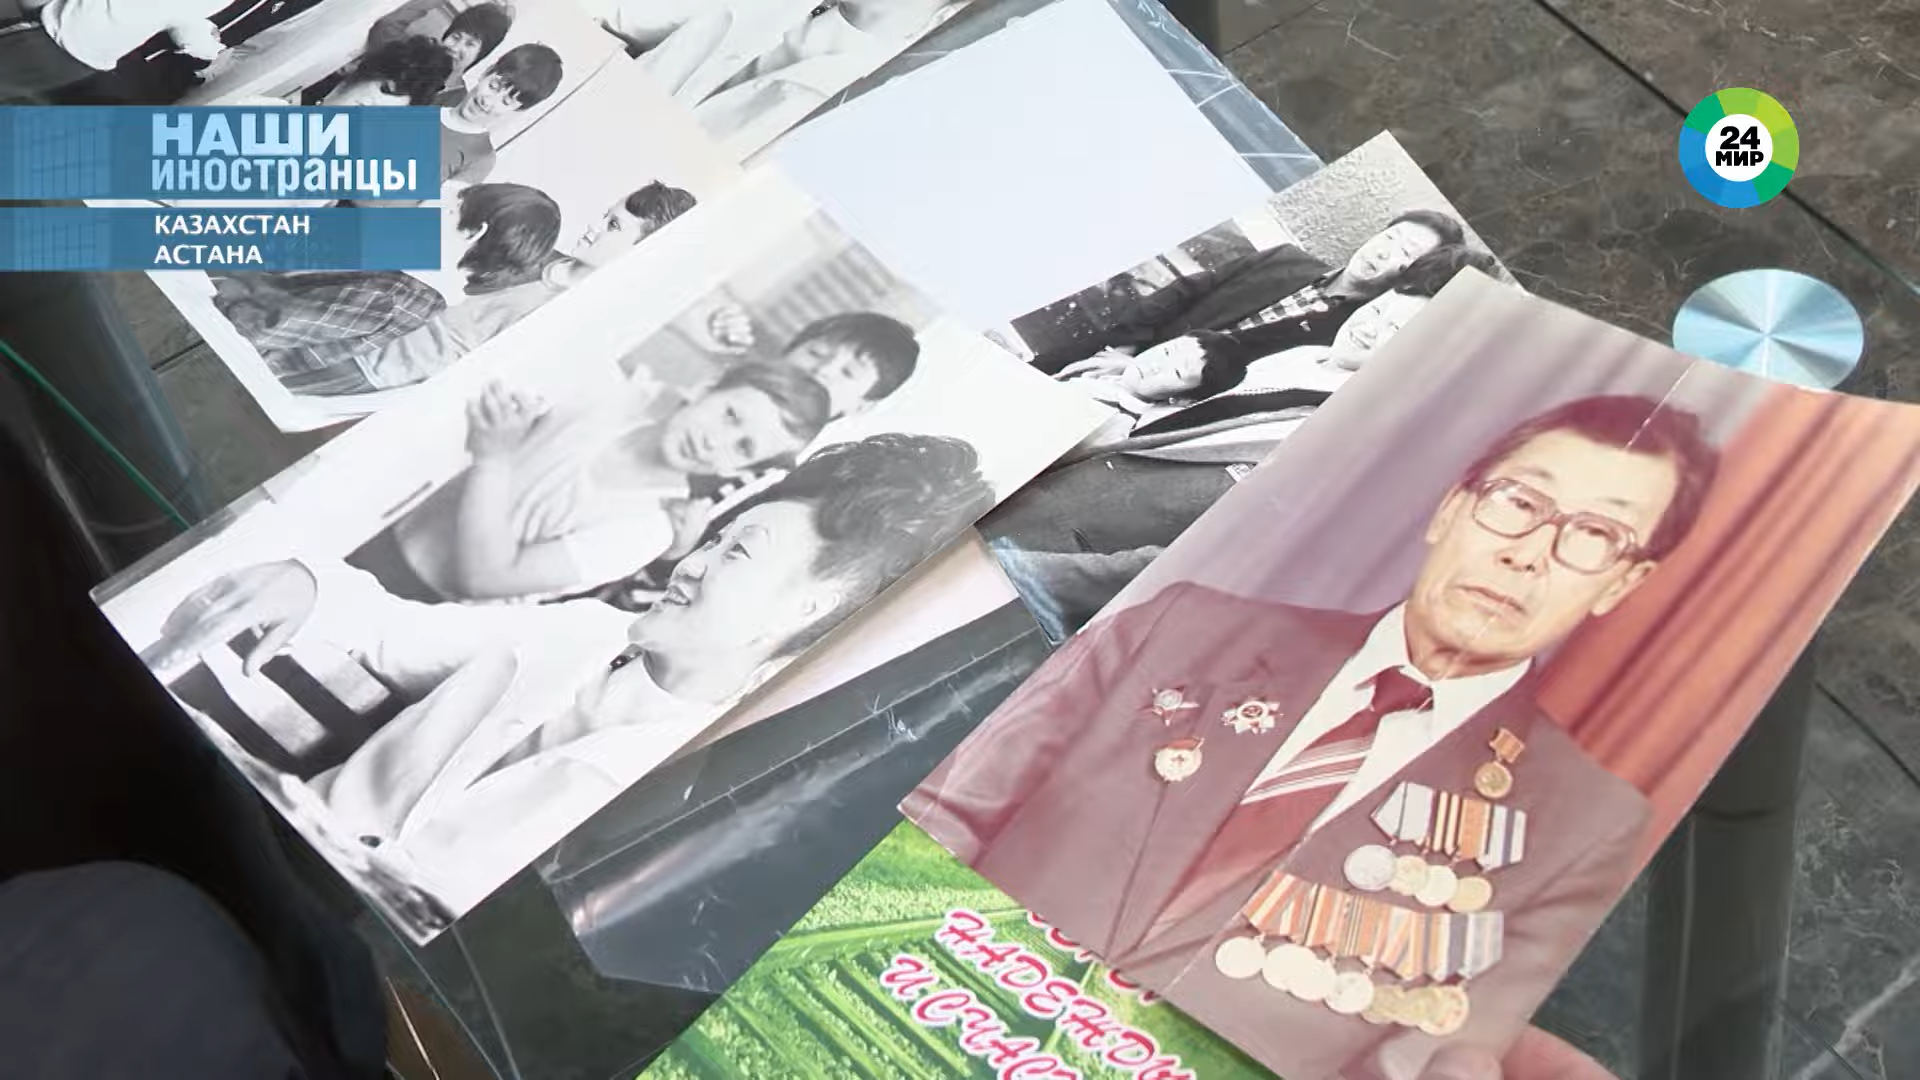 НАШИ
иностранцы
КАЗАХСТАН
АСТАНА
24
МИР
НАДЕЖДЫ
И СЧАС